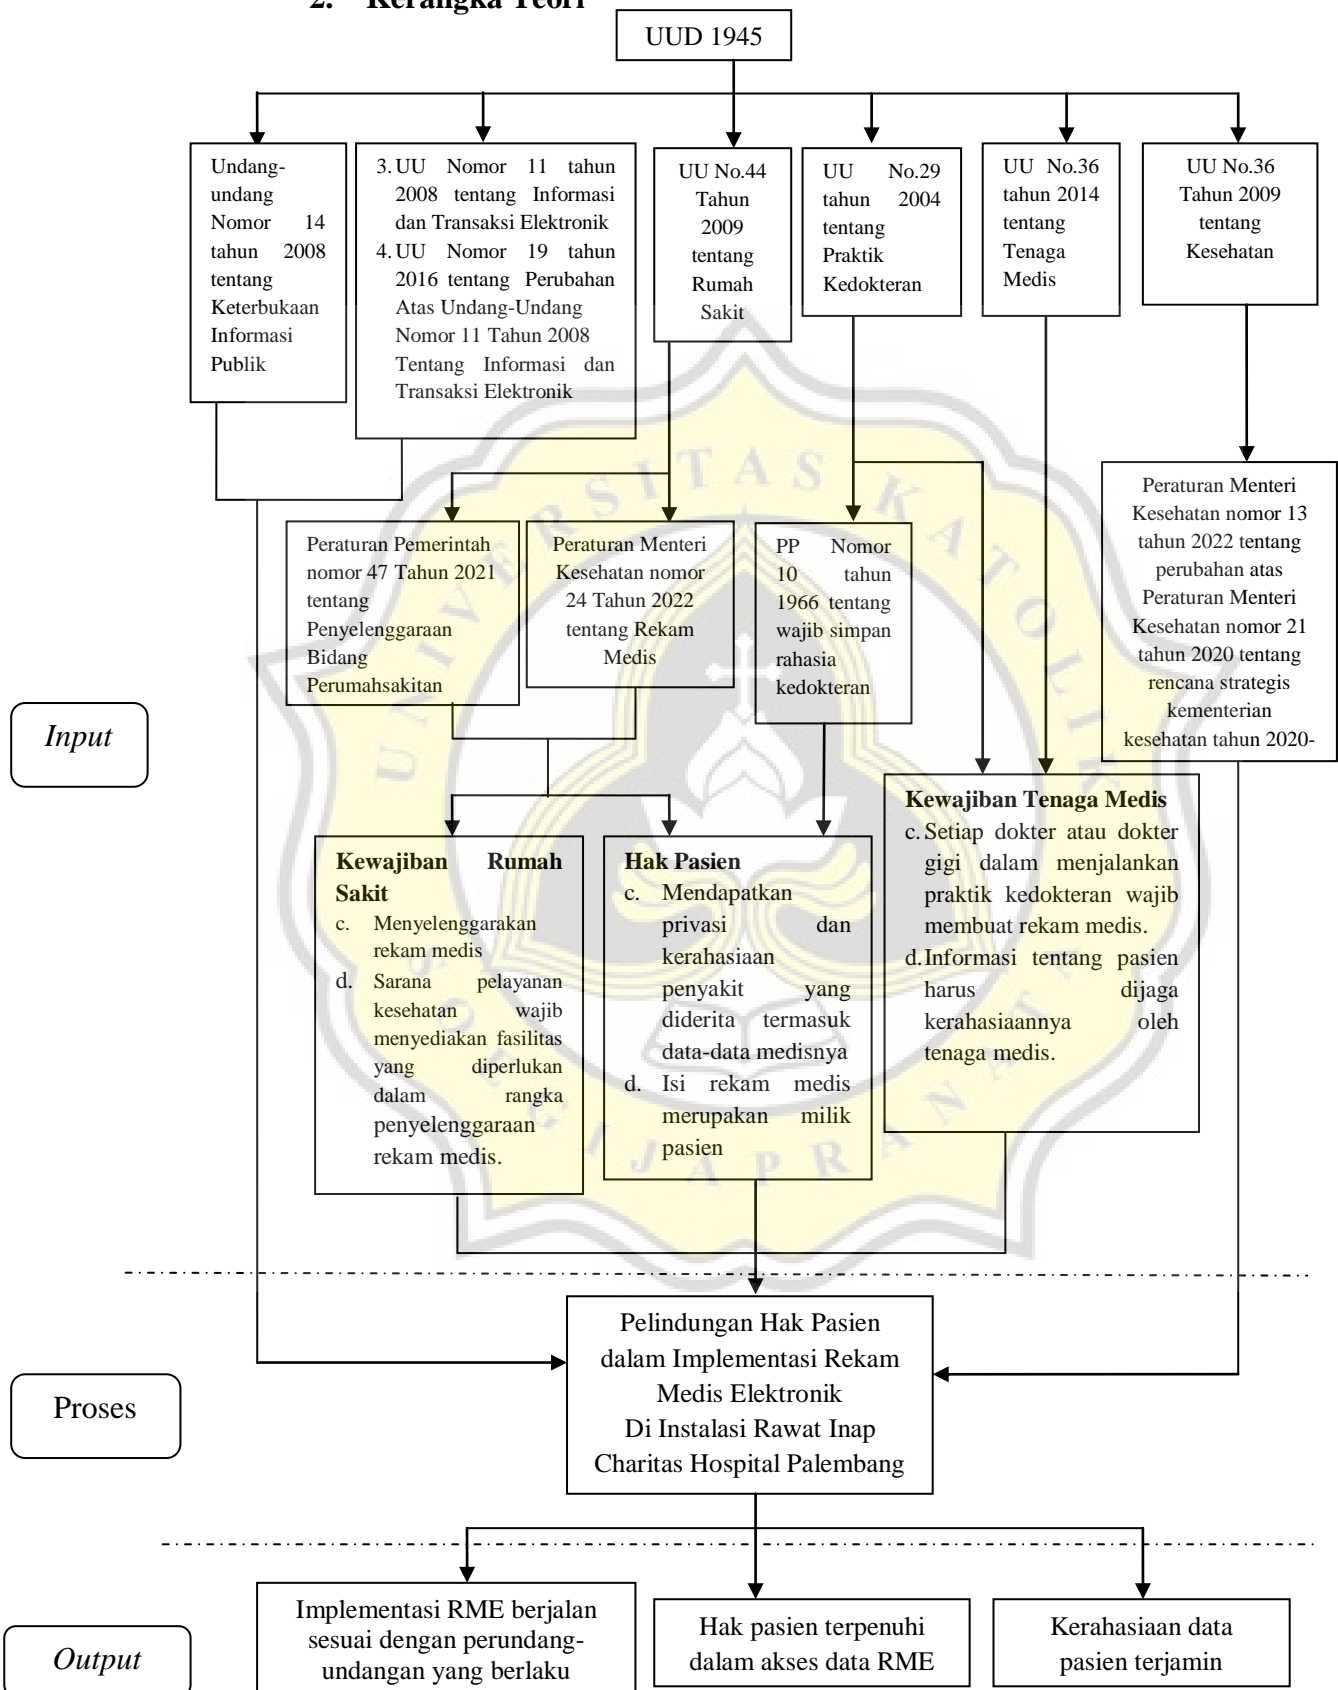 2. Kerangka Teori
UUD 1945
Undang-
undang
Nomor 14
tahun 2008
tentang
Keterbukaan
Informasi
Publik
3. UU Nomor 11 tahun
2008 tentang Informasi
dan Transaksi Elektronik
4. UU Nomor 19 tahun
2016 tentang Perubahan
Atas Undang-Undang
Nomor 11 Tahun 2008
Tentang Informasi dan
Transaksi Elektronik
UU No.44
Tahun
2009
tentang
Rumah
Sakit
UU No.29
tahun 2004
tentang
Praktik
Kedokteran
UU No.36
tahun 2014
tentang
Tenaga
Medis
UU No.36
Tahun 2009
tentang
Kesehatan
Peraturan Pemerintah
nomor 47 Tahun 2021
tentang
Penyelenggaraan
Bidang
Perumahsakitan
Peraturan Menteri
Kesehatan nomor
24 Tahun 2022
tentang Rekam
Medis
PP Nomor
10 tahun
1966 tentang
wajib simpan
rahasia
kedokteran
Peraturan Menteri
Kesehatan nomor 13
tahun 2022 tentang
perubahan atas
Peraturan Menteri
Kesehatan nomor 21
tahun 2020 tentang
rencana strategis
kementerian
kesehatan tahun 2020-
Input
Kewajiban Rumah
Sakit
c. Menyelenggarakan
rekam medis
d. Sarana pelayanan
kesehatan wajib
menyediakan fasilitas
yang diperlukan
dalam rangka
penyelenggaraan
rekam medis.
Hak Pasien
c. Mendapatkan
privasi dan
kerahasiaan
penyakit yang
diderita termasuk
data-data medisnya
d. Isi rekam medis
merupakan milik
pasien
Kewajiban Tenaga Medis
c. Setiap dokter atau dokter
gigi dalam menjalankan
praktik kedokteran wajib
membuat rekam medis.
d. Informasi tentang pasien
harus dijaga
kerahasiaannya oleh
tenaga medis.
UNIVERSITAS KATOLIK
SOEGIJAPRANATA
Proses
Pelindungan Hak Pasien
dalam Implementasi Rekam
Medis Elektronik
Di Instalasi Rawat Inap
Charitas Hospital Palembang
Output
Implementasi RME berjalan
sesuai dengan perundang-
undangan yang berlaku
Hak pasien terpenuhi
dalam akses data RME
Kerahasiaan data
pasien terjamin